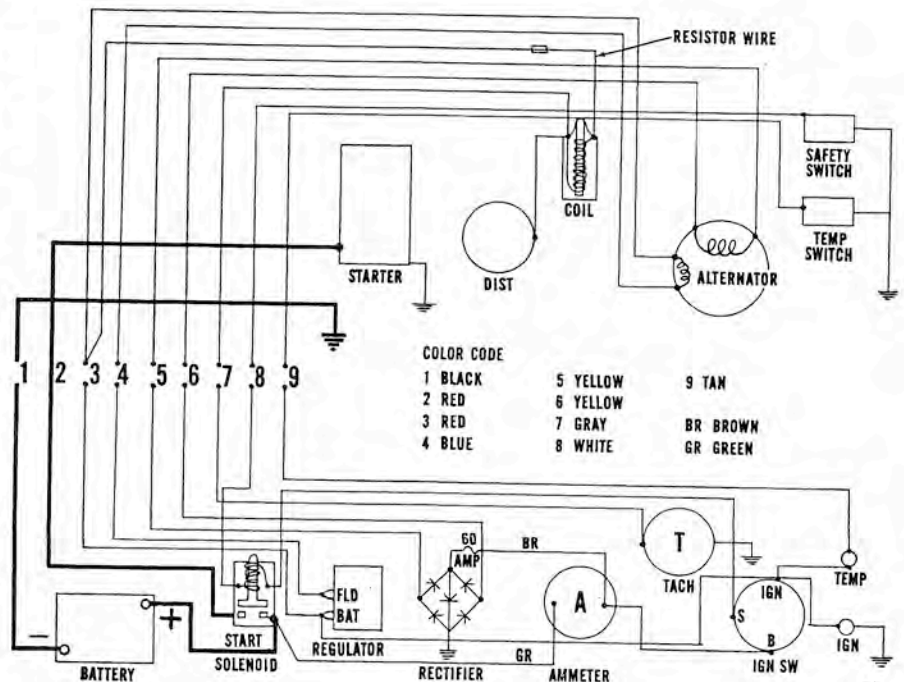 RESISTOR WIRE
SAFETY
SWITCH
COIL
TEMP
SWITCH
STARTER
DIST
ALTERNATOR
1 2 3 4 5 6 7 8 9
COLOR CODE
1 BLACK
2 RED
3 RED
4 BLUE
5 YELLOW
6 YELLOW
7 GRAY
8 WHITE
9 TAN
BR BROWN
GR GREEN
60
AMP
BR
T
TACH
TEMP
FLD
BAT
A
IGN
S
B
IGN SW
IGN
+
−
START
SOLENOID
REGULATOR
GR
BATTERY
RECTIFIER
AMMETER